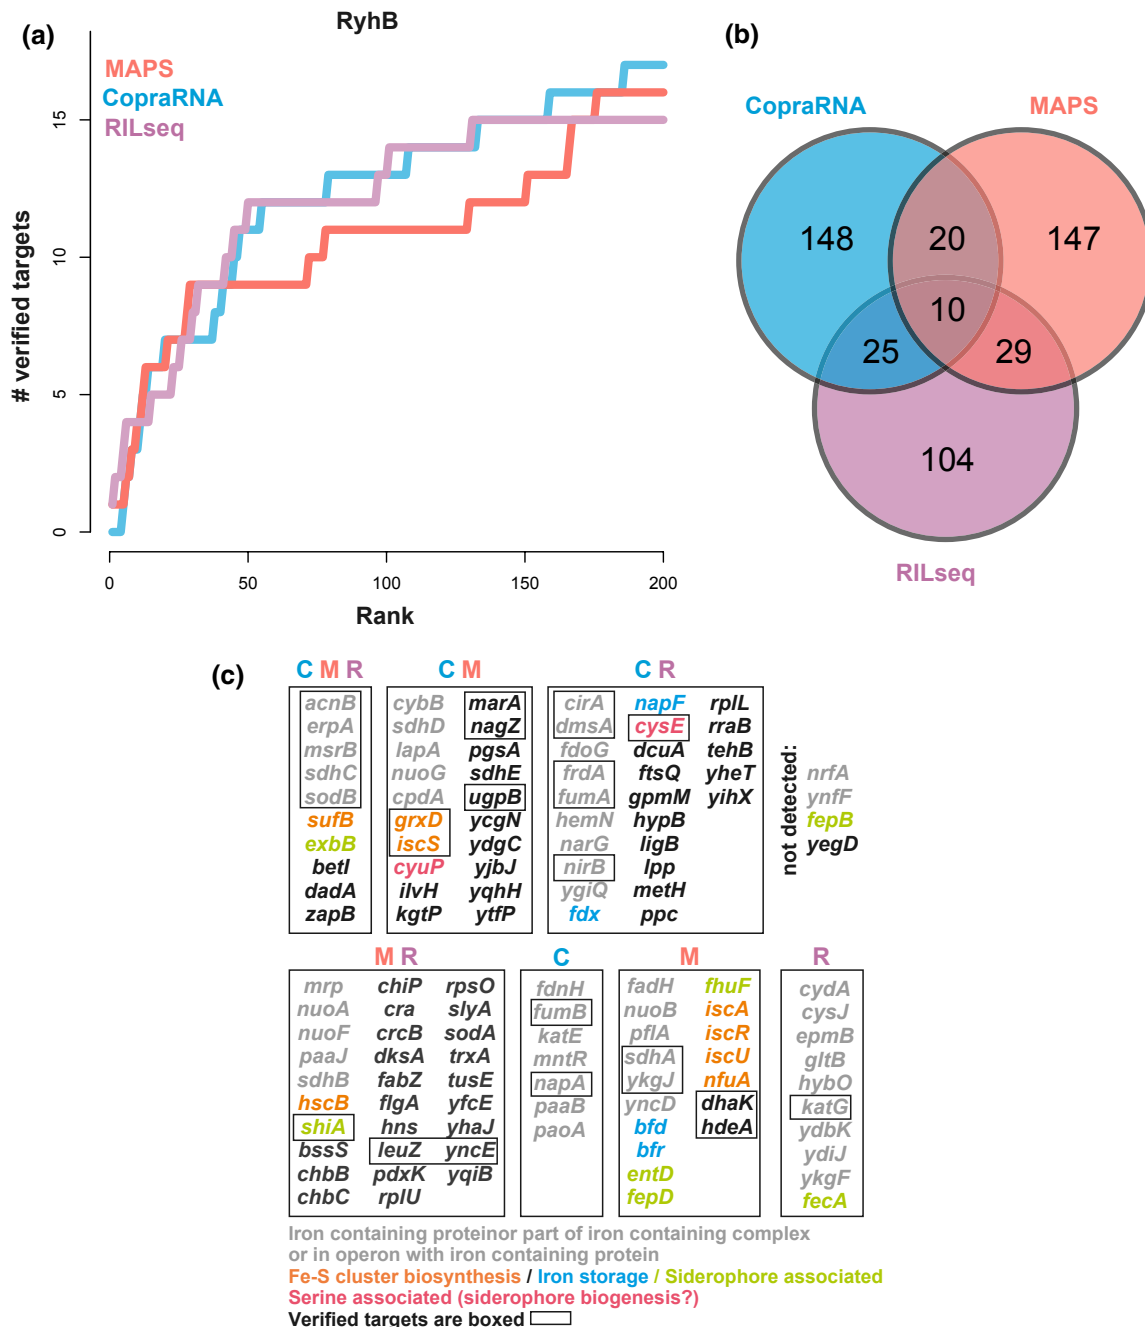 (a)
RyhB
MAPS
CopraRNA
RILseq
# verified targets
0
5
10
15
0
50
100
150
200
Rank
(b)
CopraRNA
MAPS
148
20
147
10
25
29
104
RILseq
(c)
C M R
acnB
erpA
msrB
sdhC
sodB
sufB
exbB
betI
dadA
zapB
C M
cybB marA
sdhD nagZ
lapA pgsA
nuoG sdhE
cpdA ugpB
grxD ycgN
iscS ydgC
cyuP yjbJ
ilvH yqhH
kgtP ytfP
C R
cirA napF rplL
dmsA cysE rraB
fdoG dcuA tehB
frdA ftsQ yheT
fumA gpmM yihX
hemN hypB
narG ligB
nirB lpp
ygiQ metH
fdx ppc
not detected:
nrfA
ynfF
fepB
yegD
M R
mrp chiP rpsO
nuoA cra slyA
nuoF crcB sodA
paaJ dksA trxA
sdhB fabZ tusE
hscB flgA yfcE
shiA hns yhaJ
bssS leuZ yncE
chbB pdxK yqiB
chbC rplU
C
fdnH
fumB
katE
mntR
napA
paaB
paoA
M
fadH fhuF
nuoB iscA
pflA iscR
sdhA iscU
ykgJ nfuA
yncD dhaK
bfd hdeA
bfr
entD
fepD
R
cydA
cysJ
epmB
gltB
hybO
katG
ydbK
ydiJ
ykgF
fecA
Iron containing proteinor part of iron containing complex
or in operon with iron containing protein
Fe-S cluster biosynthesis / Iron storage / Siderophore associated
Serine associated (siderophore biogenesis?)
Verified targets are boxed